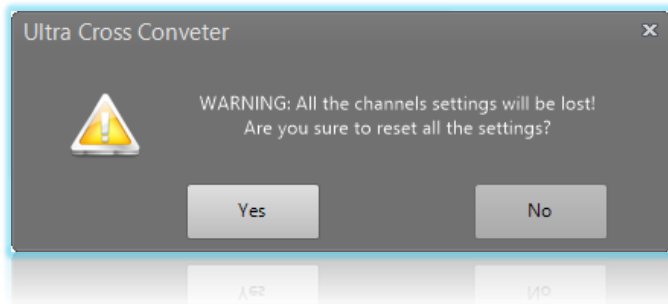 Ultra Cross Conveter
WARNING: All the channels settings will be lost!
Are you sure to reset all the settings?
Yes
No